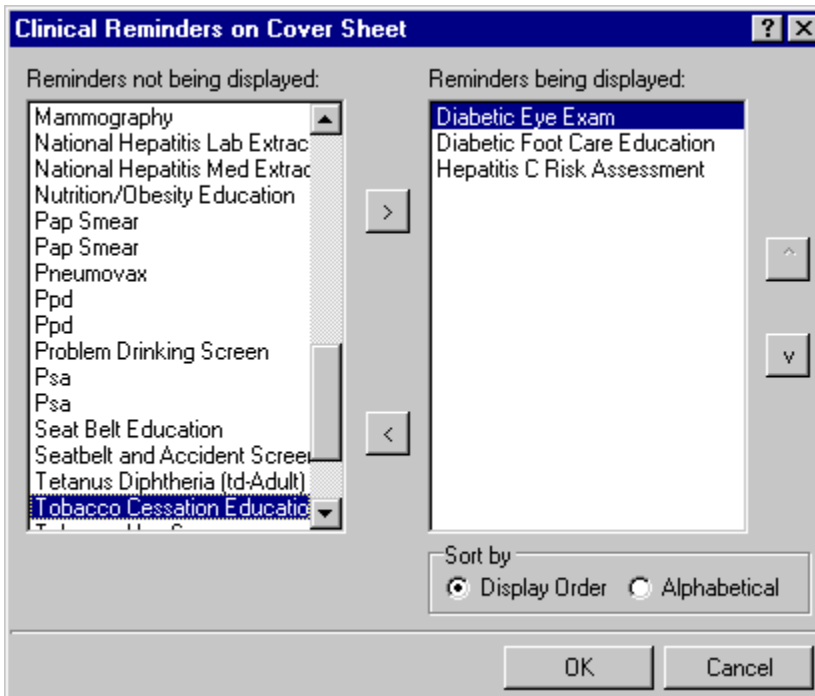 Clinical Reminders on Cover Sheet
? X
Reminders not being displayed:
Mammography
National Hepatitis Lab Extrac
National Hepatitis Med Extrac
Nutrition/Obesity Education
Pap Smear
Pap Smear
Pneumovax
Ppd
Ppd
Problem Drinking Screen
Psa
Psa
Seat Belt Education
Seatbelt and Accident Screer
Tetanus Diphtheria (td-Adult)
Tobacco Cessation Educatio
>
<
Reminders being displayed:
Diabetic Eye Exam
Diabetic Foot Care Education
Hepatitis C Risk Assessment
^
v
Sort by
Display Order
Alphabetical
OK
Cancel